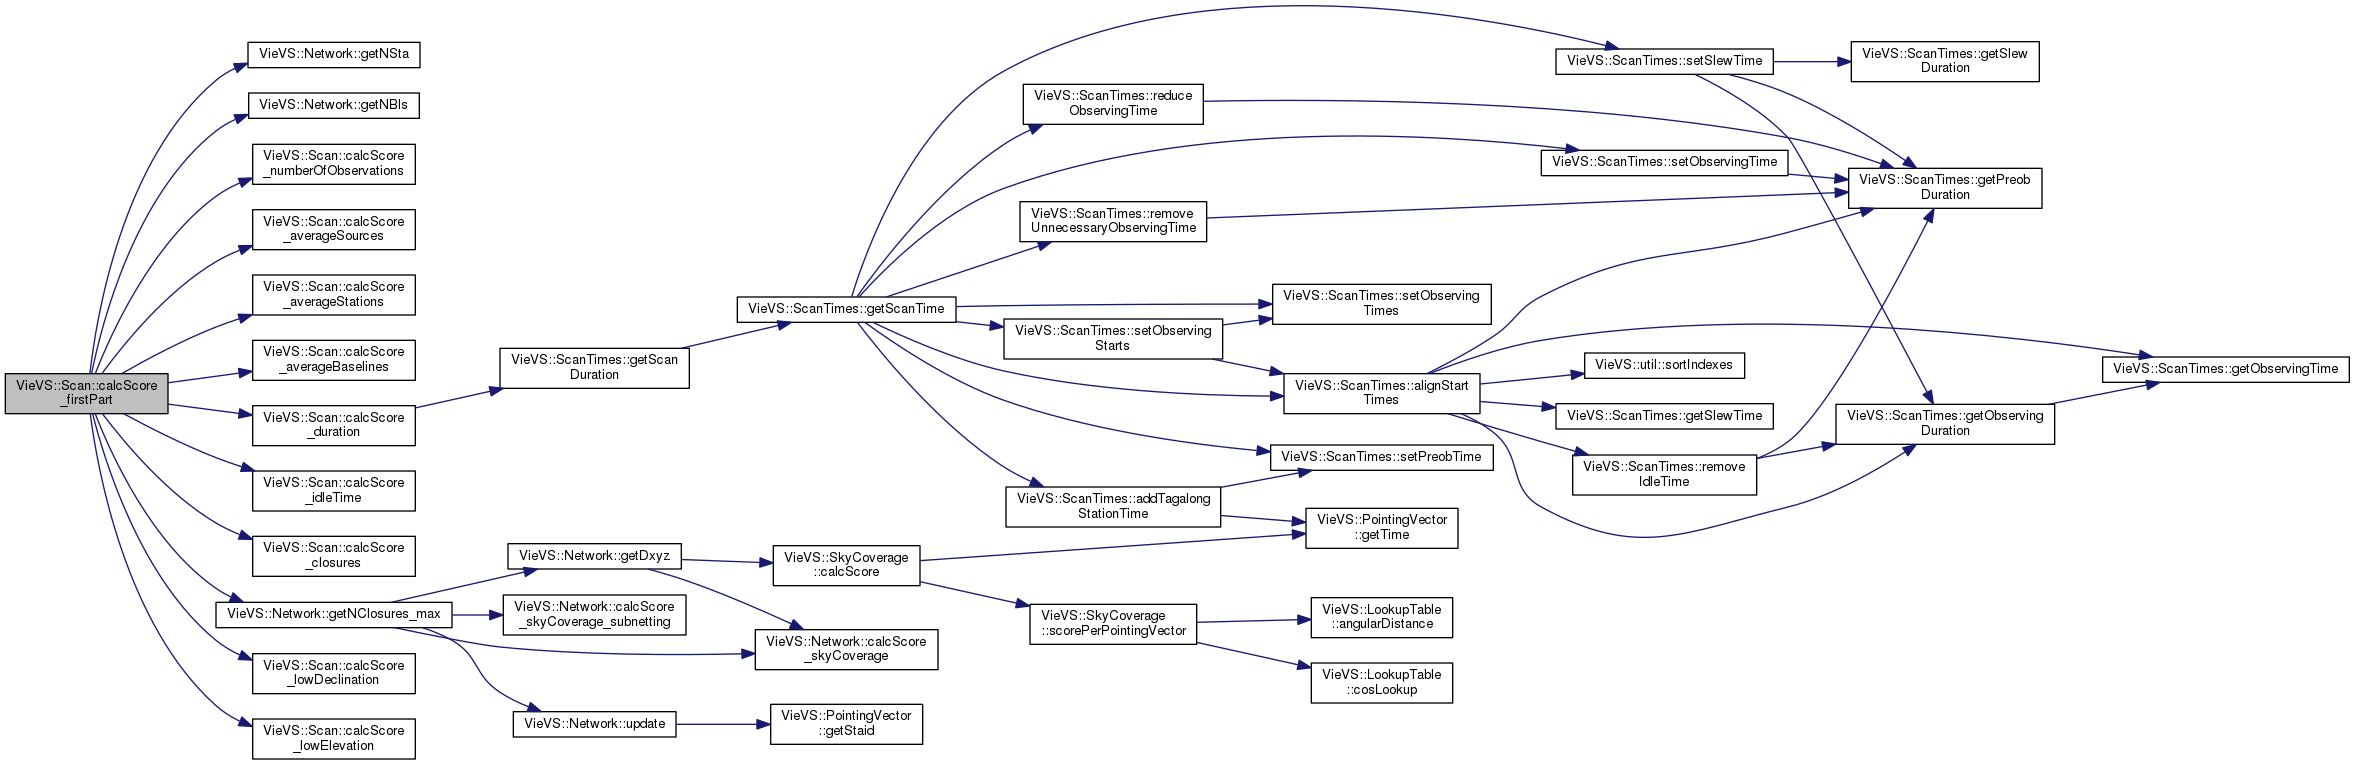 VieVS::Scan::calcScore
_firstPart
VieVS::Network::getNSta
VieVS::Network::getNBls
VieVS::Scan::calcScore
_numberOfObservations
VieVS::Scan::calcScore
_averageSources
VieVS::Scan::calcScore
_averageStations
VieVS::Scan::calcScore
_averageBaselines
VieVS::Scan::calcScore
_duration
VieVS::Scan::calcScore
_idleTime
VieVS::Scan::calcScore
_closures
VieVS::Network::getNClosures_max
VieVS::Scan::calcScore
_lowDeclination
VieVS::Scan::calcScore
_lowElevation
VieVS::ScanTimes::getScan
Duration
VieVS::Network::getDxyz
VieVS::Network::calcScore
_skyCoverage_subnetting
VieVS::Network::update
VieVS::ScanTimes::getScanTime
VieVS::SkyCoverage
::calcScore
VieVS::Network::calcScore
_skyCoverage
VieVS::PointingVector
::getStaid
VieVS::ScanTimes::reduce
ObservingTime
VieVS::ScanTimes::remove
UnnecessaryObservingTime
VieVS::ScanTimes::setObserving
Starts
VieVS::ScanTimes::addTagalong
StationTime
VieVS::SkyCoverage
::scorePerPointingVector
VieVS::ScanTimes::setObserving
Times
VieVS::ScanTimes::alignStart
Times
VieVS::ScanTimes::setPreobTime
VieVS::PointingVector
::getTime
VieVS::LookupTable
::angularDistance
VieVS::LookupTable
::cosLookup
VieVS::ScanTimes::setSlewTime
VieVS::ScanTimes::setObservingTime
VieVS::util::sortIndexes
VieVS::ScanTimes::getSlewTime
VieVS::ScanTimes::remove
IdleTime
VieVS::ScanTimes::getSlew
Duration
VieVS::ScanTimes::getPreob
Duration
VieVS::ScanTimes::getObserving
Duration
VieVS::ScanTimes::getObservingTime